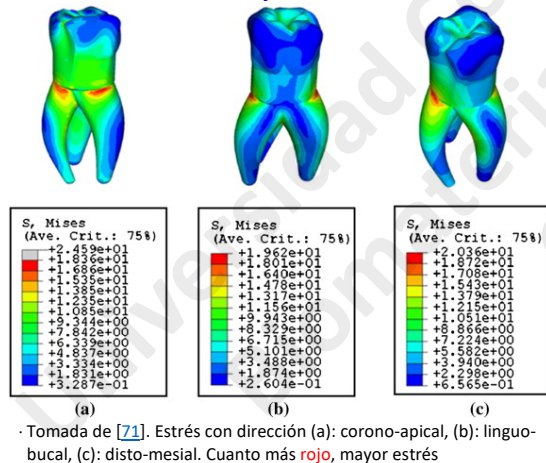 S, Mises
(Ave. Crit.: 75%)
+2.459e+01
+1.836e+01
+1.686e+01
+1.535e+01
+1.385e+01
+1.235e+01
+1.085e+01
+9.344e+00
+7.842e+00
+6.339e+00
+4.837e+00
+3.334e+00
+1.831e+00
+3.287e-01
(a)
S, Mises
(Ave. Crit.: 75%)
+1.962e+01
+1.801e+01
+1.640e+01
+1.478e+01
+1.317e+01
+1.156e+01
+9.943e+00
+8.329e+00
+6.715e+00
+5.101e+00
+3.488e+00
+1.874e+00
+2.604e-01
(b)
S, Mises
(Ave. Crit.: 75%)
+2.036e+01
+1.872e+01
+1.708e+01
+1.543e+01
+1.379e+01
+1.215e+01
+1.051e+01
+8.866e+00
+7.224e+00
+5.582e+00
+3.940e+00
+2.298e+00
+6.565e-01
(c)
· Tomada de [71]. Estrés con dirección (a): corono-apical, (b): linguo-
bucal, (c): disto-mesial. Cuanto más rojo, mayor estrés